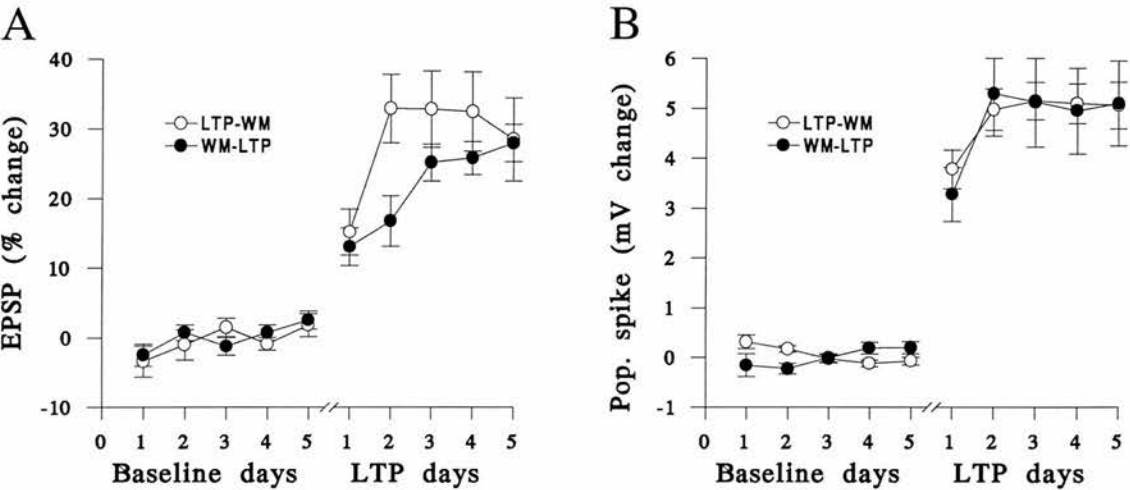 A
EPSP (% change)
40
30
20
10
0
-10
LTP-WM
WM-LTP
0 1 2 3 4 5 // 1 2 3 4 5
Baseline days LTP days
B
Pop. spike (mV change)
6
5
4
3
2
1
0
-1
LTP-WM
WM-LTP
0 1 2 3 4 5 // 1 2 3 4 5
Baseline days LTP days